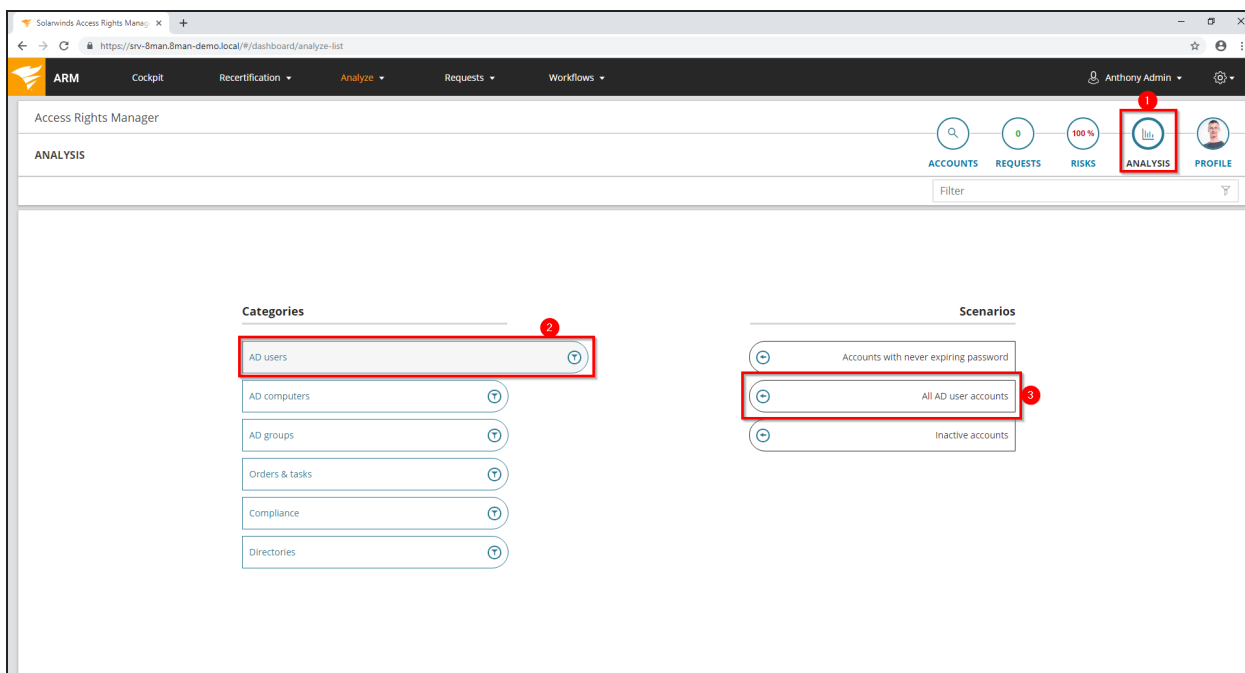 Solarwinds Access Rights Manag
https://srv-8man.8man-demo.local/#/dashboard/analyze-list
ARM Cockpit Recertification Analyze Requests Workflows Anthony Admin
1
Access Rights Manager
0 100 %
ANALYSIS
ACCOUNTS REQUESTS RISKS ANALYSIS PROFILE
Filter
Categories Scenarios
2
AD users Accounts with never expiring password
AD computers All AD user accounts 3
AD groups Inactive accounts
Orders & tasks
Compliance
Directories